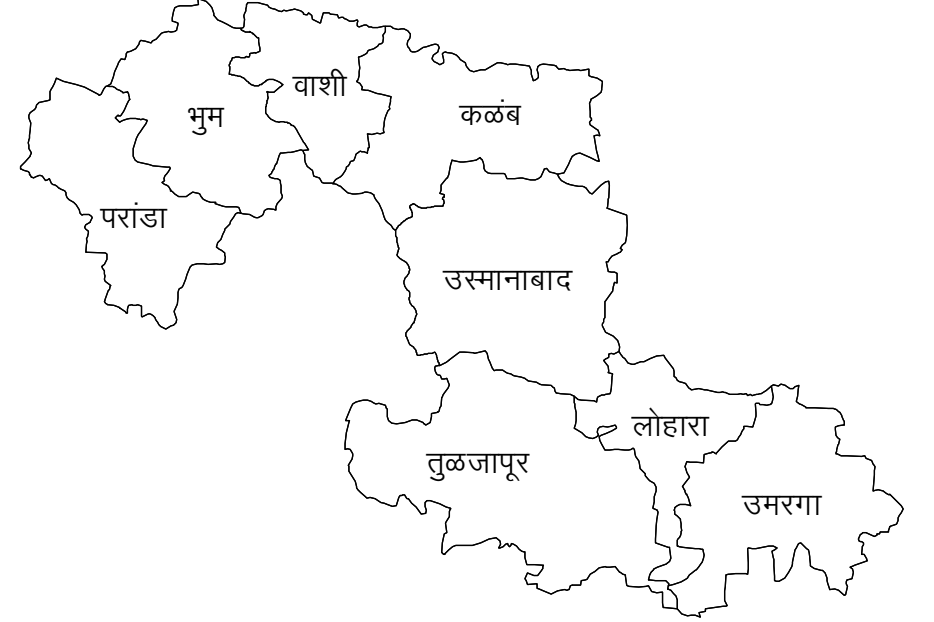 वाशी
भुम
कळंब
परांडा
उस्मानाबाद
लोहारा
तुळजापूर
उमरगा